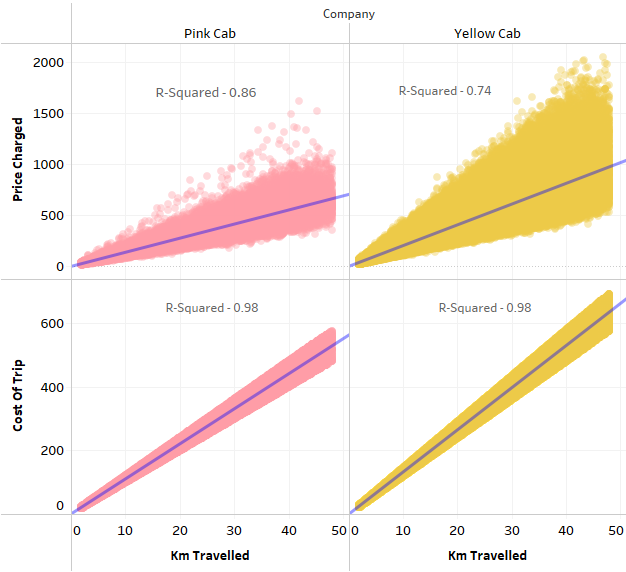 Company
Pink Cab Yellow Cab
2000
1500
1000
500
0
Price Charged
R-Squared - 0.86 R-Squared - 0.74
600
400
200
0
Cost Of Trip
R-Squared - 0.98 R-Squared - 0.98
0 10 20 30 40 50 0 10 20 30 40 50
Km Travelled Km Travelled